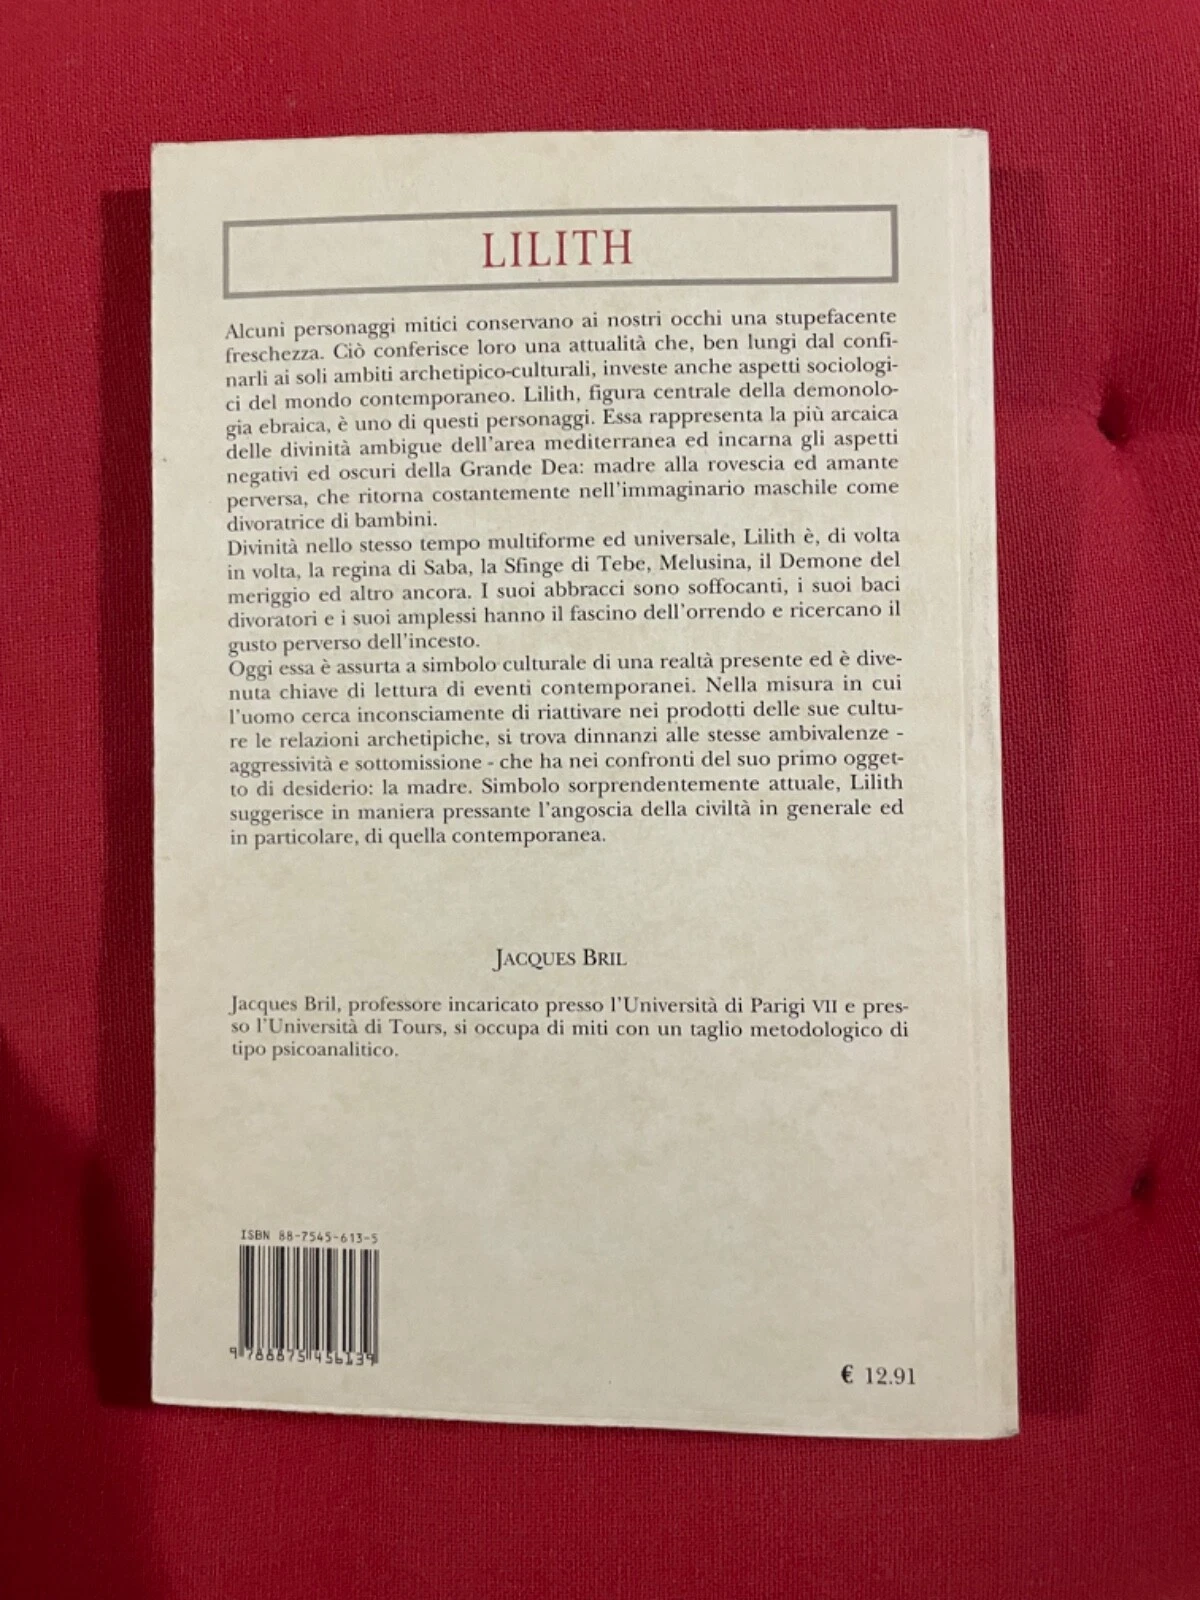 LILITH
Alcuni personaggi mitici conservano ai nostri occhi una stupefacente
freschezza. Ciò conferisce loro una attualità che, ben lungi dal confi-
narli ai soli ambiti archetipico-culturali, investe anche aspetti sociologi-
ci del mondo contemporaneo. Lilith, figura centrale della demonolo-
gia ebraica, è uno di questi personaggi. Essa rappresenta la più arcaica
delle divinità ambigue dell'area mediterranea ed incarna gli aspetti
negativi ed oscuri della Grande Dea: madre alla rovescia ed amante
perversa, che ritorna costantemente nell'immaginario maschile come
divoratrice di bambini.
Divinità nello stesso tempo multiforme ed universale, Lilith è, di volta
in volta, la regina di Saba, la Sfinge di Tebe, Melusina, il Demone del
meriggio ed altro ancora. I suoi abbracci sono soffocanti, i suoi baci
divoratori e i suoi amplessi hanno il fascino dell'orrendo e ricercano il
gusto perverso dell'incesto.
Oggi essa è assurta a simbolo culturale di una realtà presente ed è dive-
nuta chiave di lettura di eventi contemporanei. Nella misura in cui
l'uomo cerca inconsciamente di riattivare nei prodotti delle sue cultu-
re le relazioni archetipiche, si trova dinnanzi alle stesse ambivalenze -
aggressività e sottomissione - che ha nei confronti del suo primo ogget-
to di desiderio: la madre. Simbolo sorprendentemente attuale, Lilith
suggerisce in maniera pressante l'angoscia della civiltà in generale ed
in particolare, di quella contemporanea.
JACQUES BRIL
Jacques Bril, professore incaricato presso l'Università di Parigi VII e pres-
so l'Università di Tours, si occupa di miti con un taglio metodologico di
tipo psicoanalitico.
ISBN 88-7545-613-5
9 788875 456139
€ 12.91